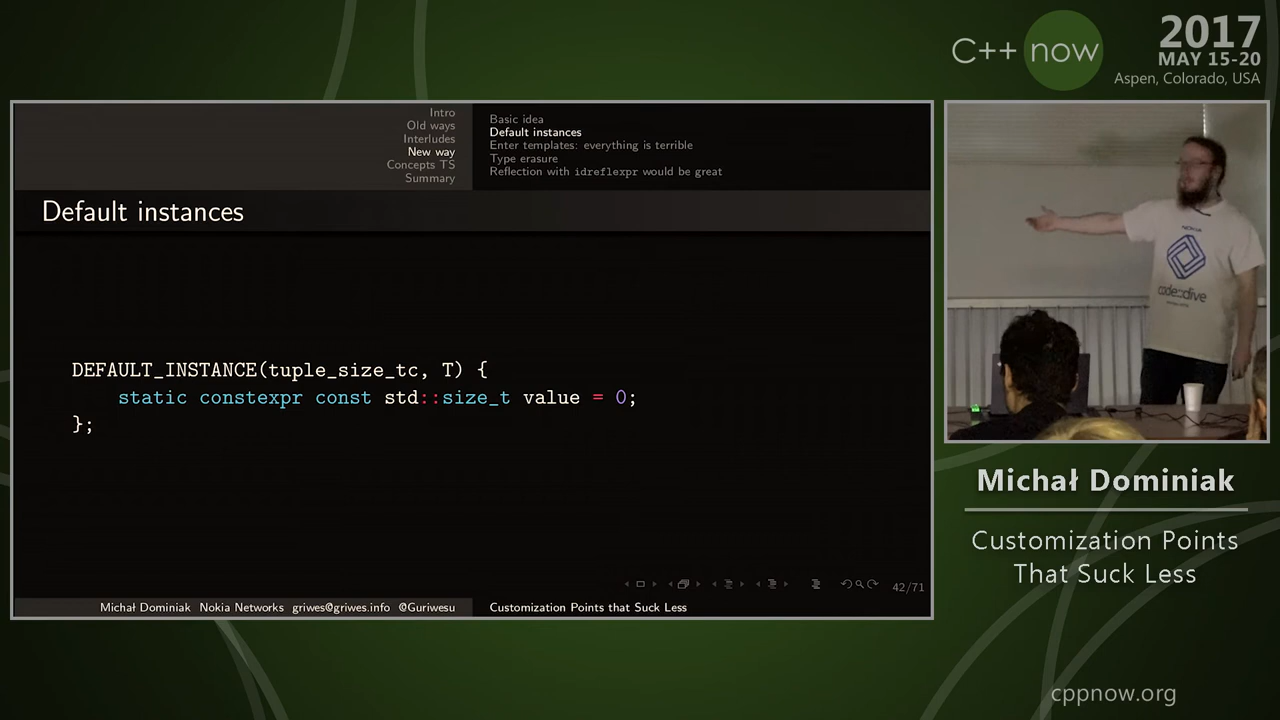 C++ now
2017
MAY 15-20
Aspen, Colorado, USA
Intro
Old ways
Interludes
New way
Concepts TS
Summary
Basic idea
Default instances
Enter templates: everything is terrible
Type erasure
Reflection with idreflexpr would be great
Default instances
DEFAULT_INSTANCE(tuple_size_tc, T) {
static constexpr const std::size_t value = 0;
};
42/71
Michał Dominiak Nokia Networks griwes@griwes.info @Guriwesu
Customization Points that Suck Less
NOKIA
code::dive
Michał Dominiak
Customization Points
That Suck Less
cppnow.org